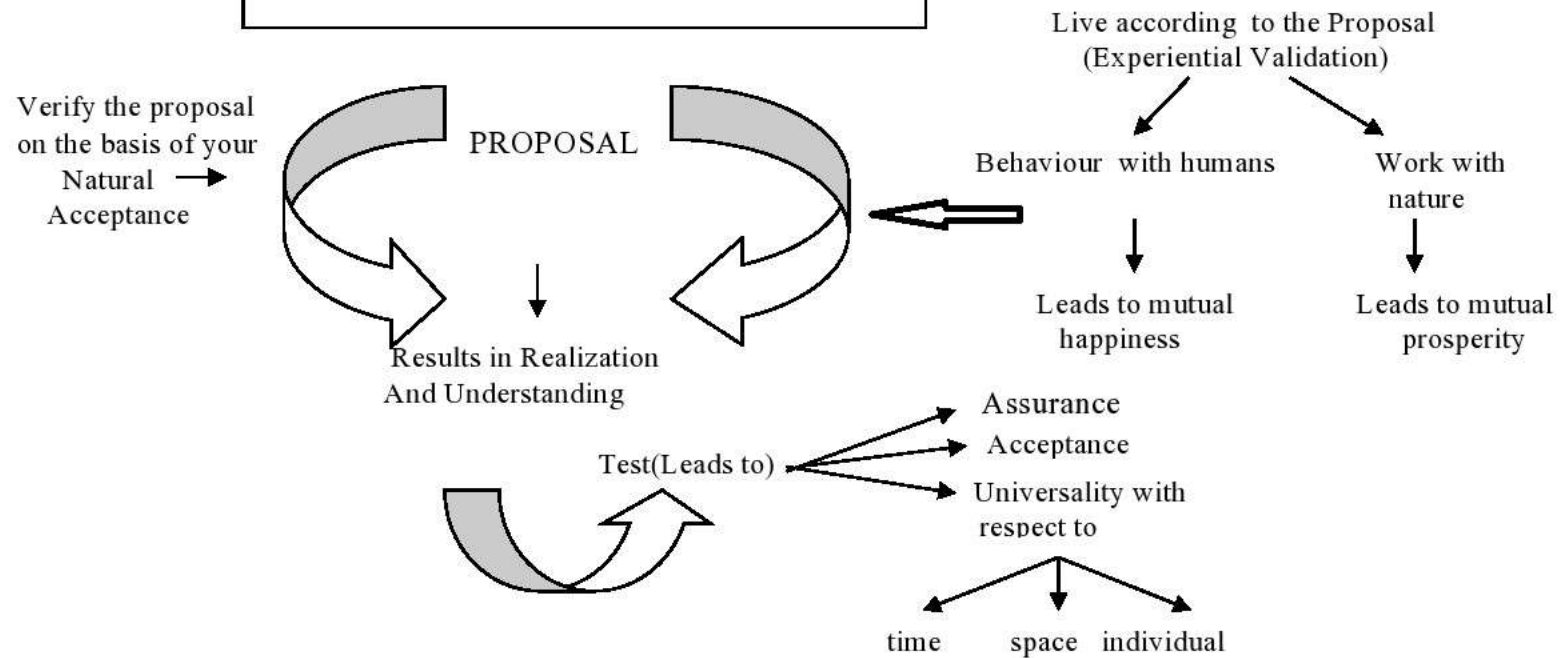 Live according to the Proposal
(Experiential Validation)
Verify the proposal
on the basis of your
Natural
Acceptance
PROPOSAL
Behaviour with humans
Work with
nature
Leads to mutual
happiness
Leads to mutual
prosperity
Results in Realization
And Understanding
Test(Leads to)
Assurance
Acceptance
Universality with
respect to
time
space
individual